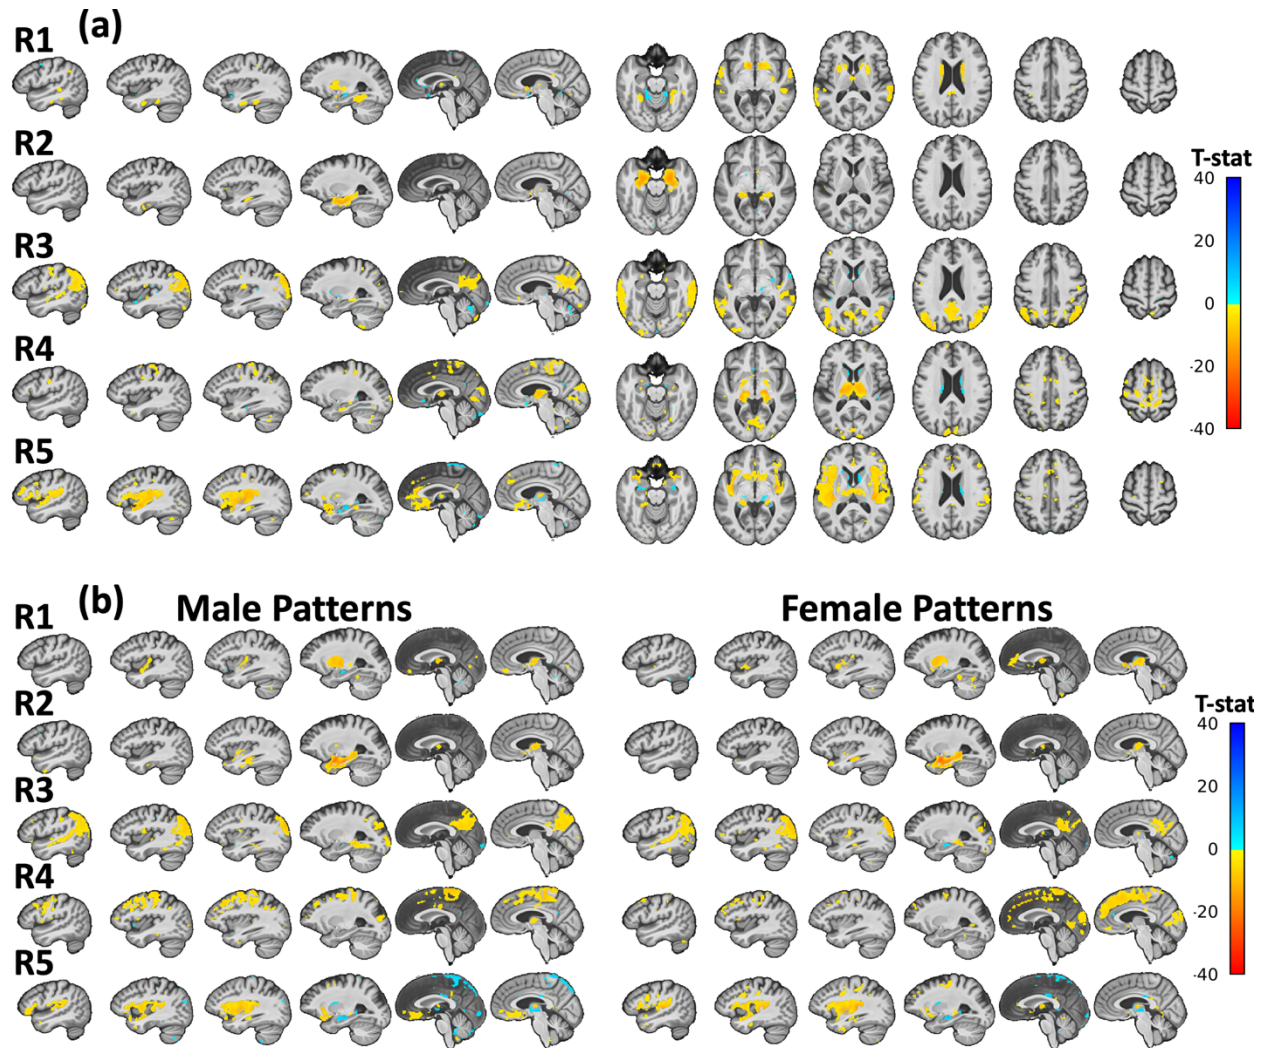 (a)
R1
R2
R3
R4
R5
T-stat
40
20
0
-20
-40
(b)
Male Patterns
Female Patterns
R1
R2
R3
R4
R5
T-stat
40
20
0
-20
-40